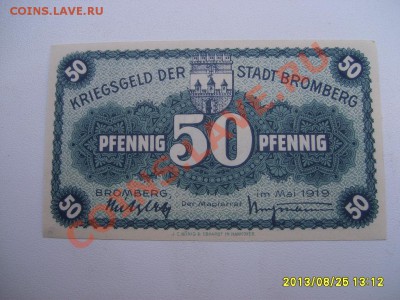 COINS.LAVE.RU
50 50
KRIEGSGELD DER STADT BROMBERG
PFENNIG 50 PFENNIG
BROMBERG, im Mai 1919
Der Magistrat
50 50
COINS.LAVE.RU
2013/08/25 13:12